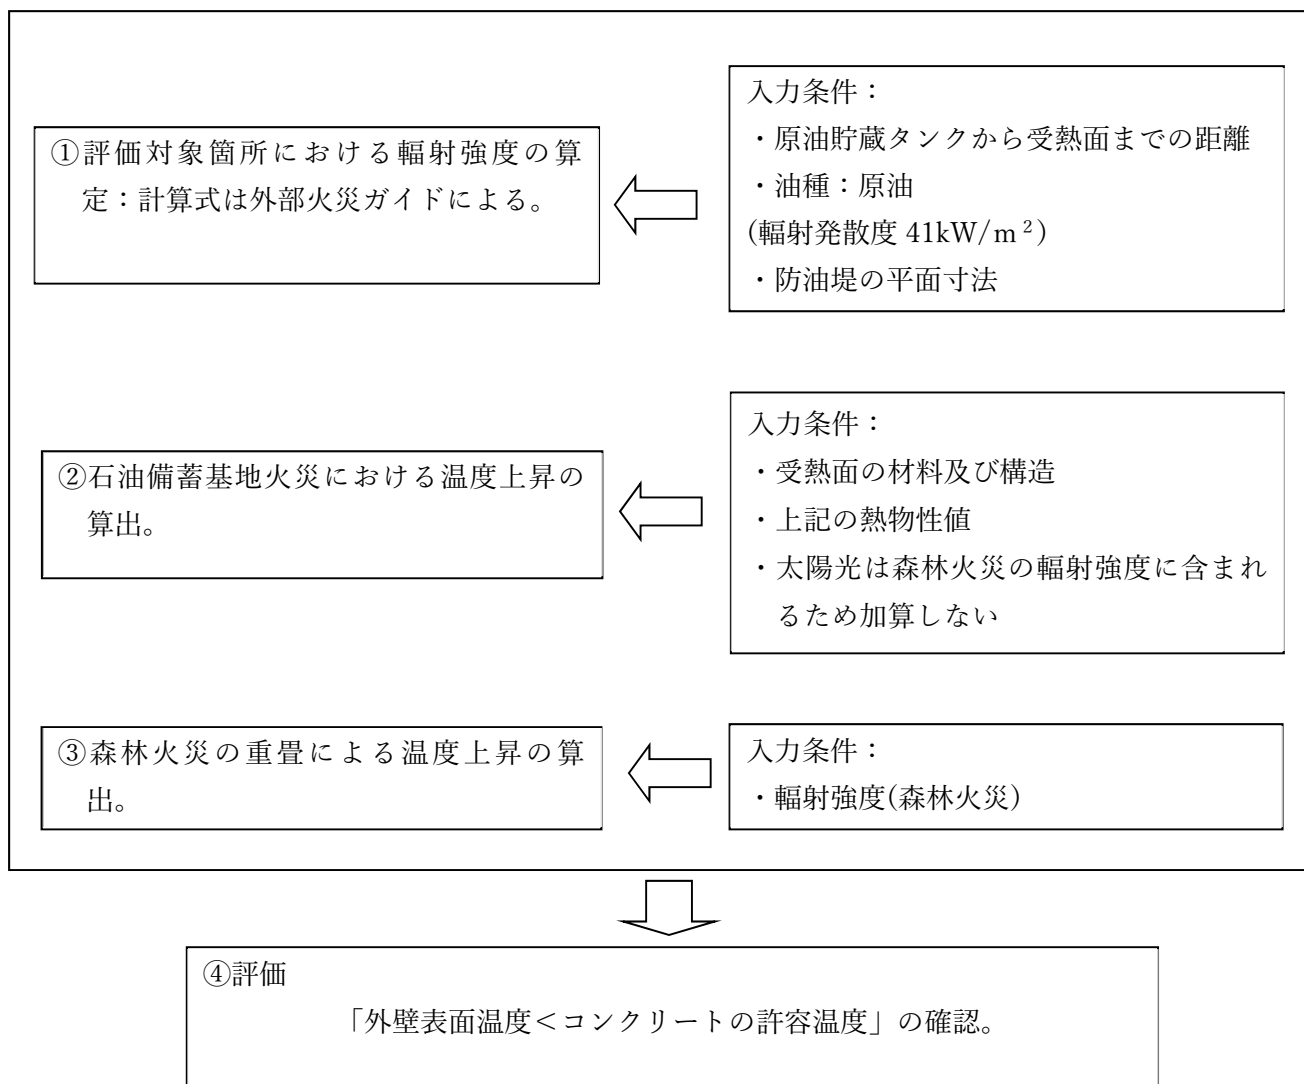 ①評価対象箇所における輻射強度の算
定：計算式は外部火災ガイドによる。
入力条件：
・原油貯蔵タンクから受熱面までの距離
・油種：原油
(輻射発散度 41kW/m²)
・防油堤の平面寸法
②石油備蓄基地火災における温度上昇の
算出。
入力条件：
・受熱面の材料及び構造
・上記の熱物性値
・太陽光は森林火災の輻射強度に含まれ
るため加算しない
③森林火災の重畳による温度上昇の算
出。
入力条件：
・輻射強度(森林火災)
④評価
「外壁表面温度＜コンクリートの許容温度」の確認。